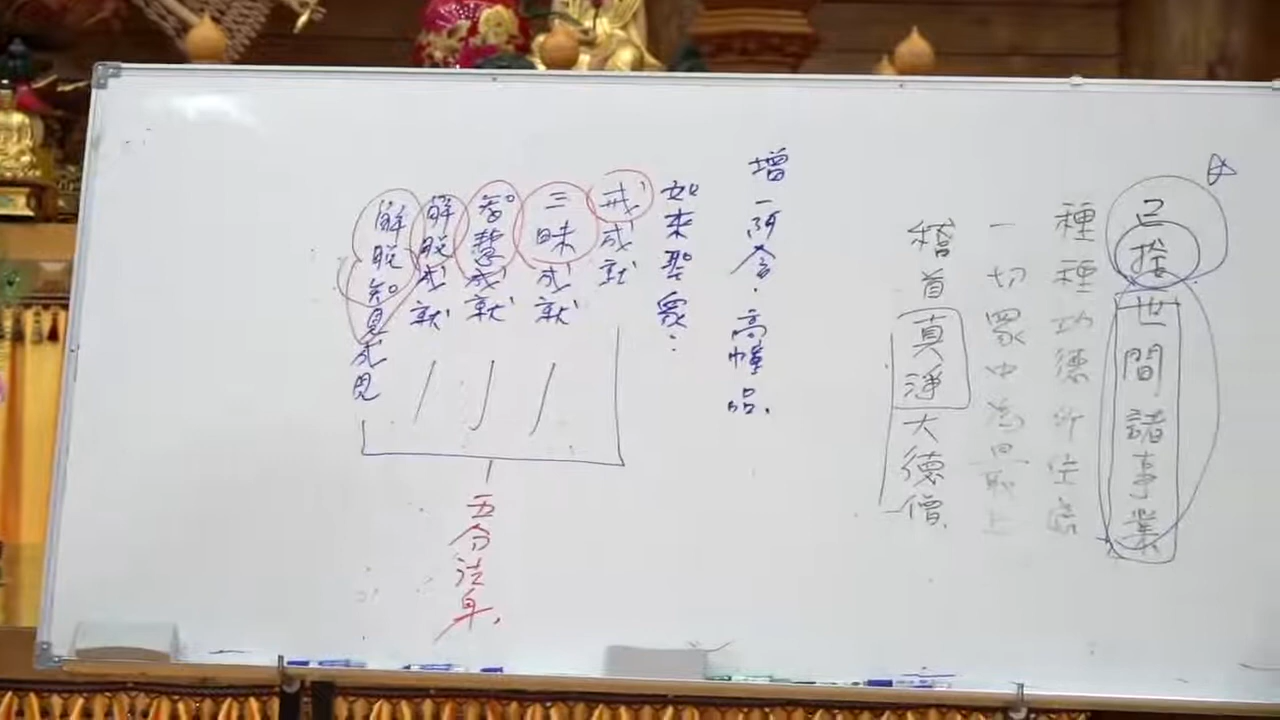 已捨世間諸事業
種種功德所住處
一切眾中為最上
稽首真淨大德僧.
增一阿含.高幢品.
如來聖眾:
戒成就
三昧成就
智慧成就
解脫成就
解脫知見成見
五分法身.